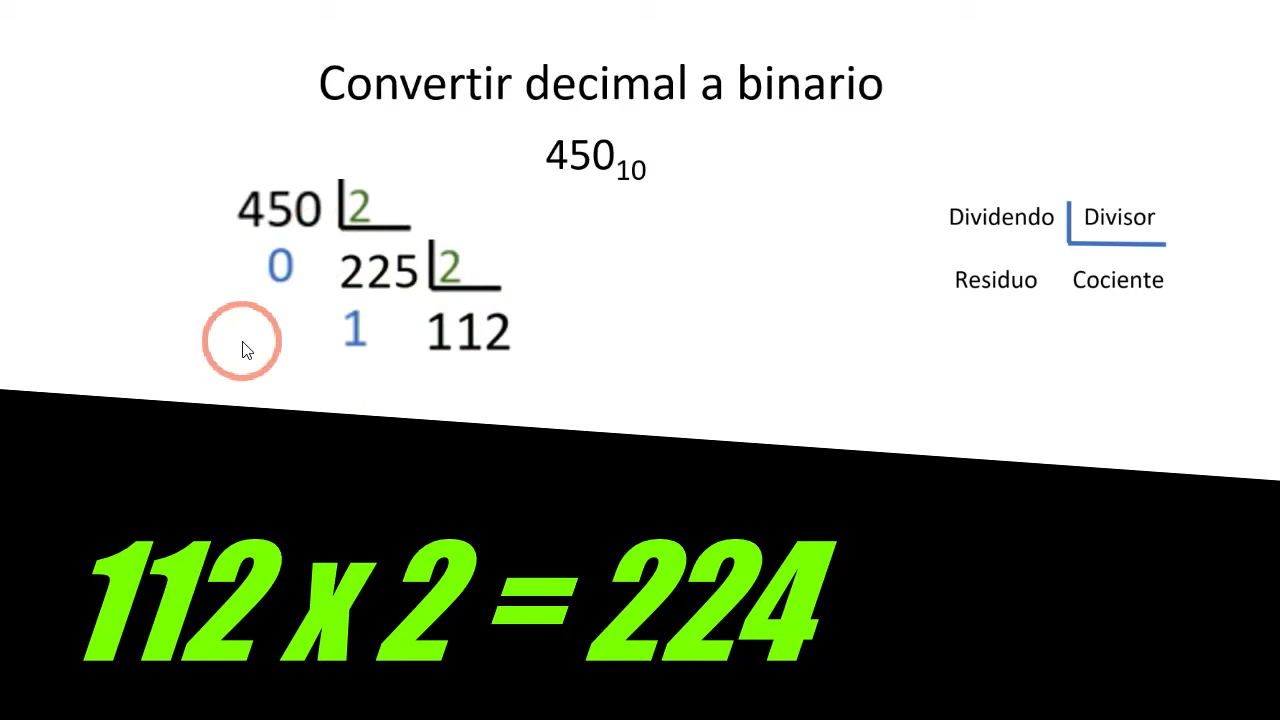 Convertir decimal a binario
450₁₀
450 2
0 225 2
1 112
Dividendo Divisor
Residuo Cociente
112 x 2 = 224